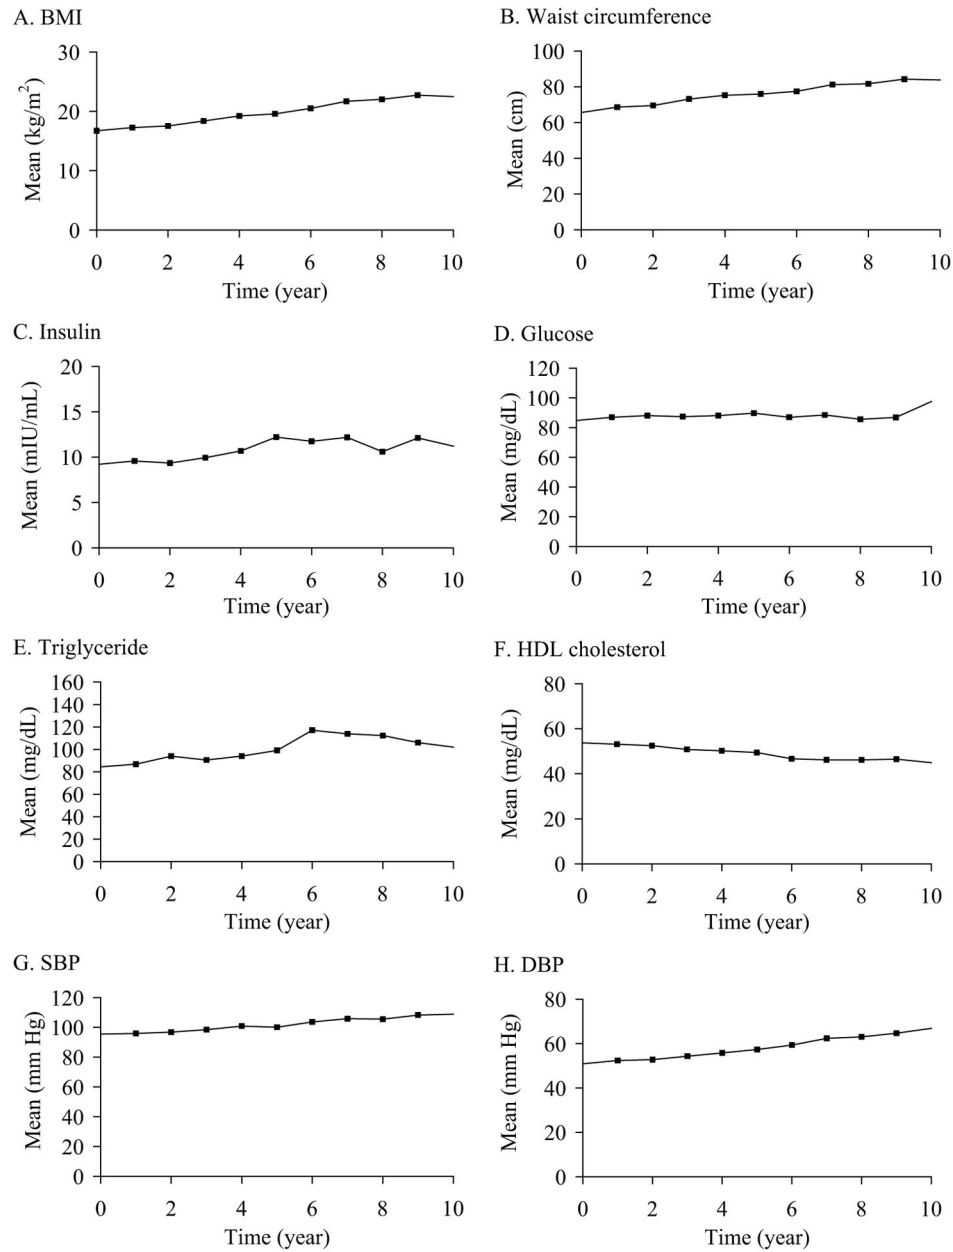 A. BMI
30
20
10
0
Mean (kg/m²)
0 2 4 6 8 10
Time (year)
B. Waist circumference
100
80
60
40
20
0
Mean (cm)
0 2 4 6 8 10
Time (year)
C. Insulin
20
15
10
5
0
Mean (mIU/mL)
0 2 4 6 8 10
Time (year)
D. Glucose
120
100
80
60
40
20
0
Mean (mg/dL)
0 2 4 6 8 10
Time (year)
E. Triglyceride
160
140
120
100
80
60
40
20
0
Mean (mg/dL)
0 2 4 6 8 10
Time (year)
F. HDL cholesterol
80
60
40
20
0
Mean (mg/dL)
0 2 4 6 8 10
Time (year)
G. SBP
120
100
80
60
40
20
0
Mean (mm Hg)
0 2 4 6 8 10
Time (year)
H. DBP
80
60
40
20
0
Mean (mm Hg)
0 2 4 6 8 10
Time (year)